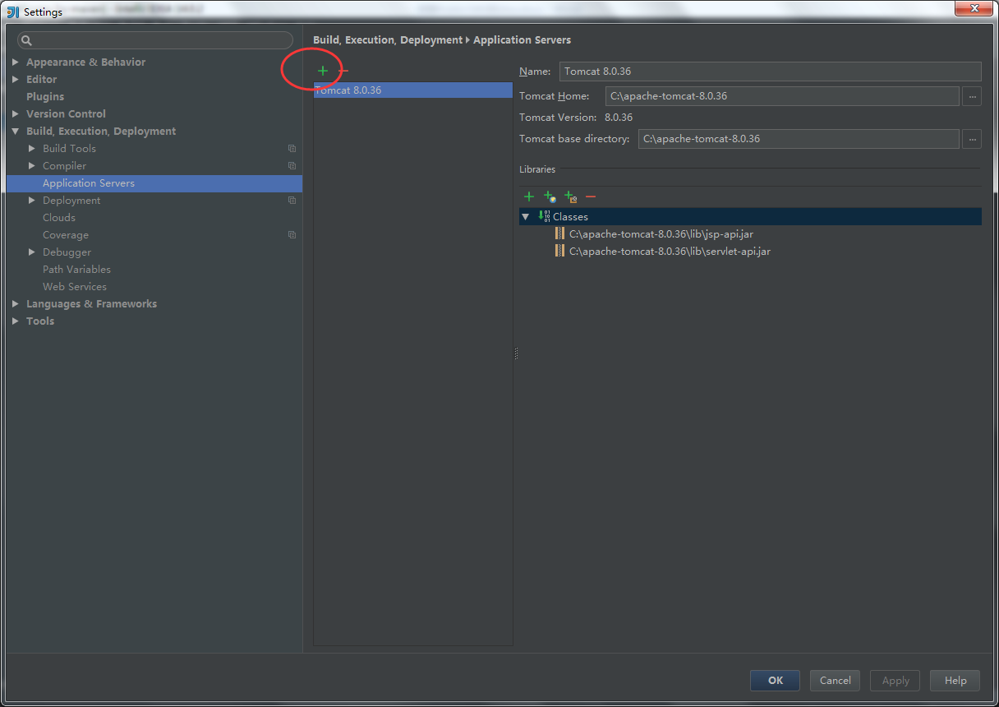 Settings
Appearance & Behavior
Editor
Plugins
Version Control
Build, Execution, Deployment
Build Tools
Compiler
Application Servers
Deployment
Clouds
Coverage
Debugger
Path Variables
Web Services
Languages & Frameworks
Tools
Build, Execution, Deployment Application Servers
Tomcat 8.0.36
Name: Tomcat 8.0.36
Tomcat Home: C:\apache-tomcat-8.0.36 ...
Tomcat Version: 8.0.36
Tomcat base directory: C:\apache-tomcat-8.0.36 ...
Libraries
Classes
C:\apache-tomcat-8.0.36\lib\jsp-api.jar
C:\apache-tomcat-8.0.36\lib\servlet-api.jar
OK Cancel Apply Help